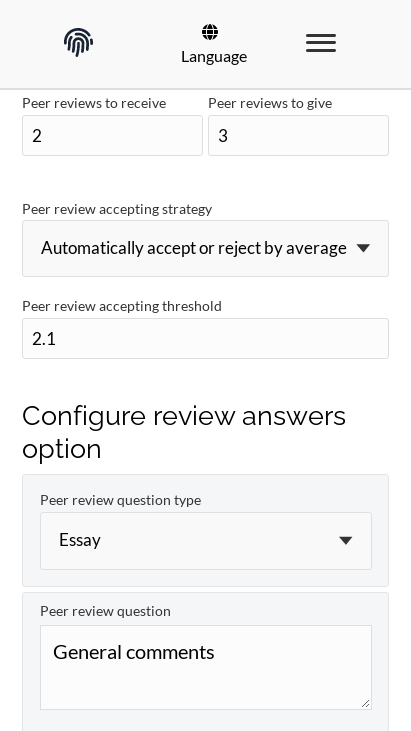 Language
Peer reviews to receive
Peer reviews to give
2
3
Peer review accepting strategy
Automatically accept or reject by average
Peer review accepting threshold
2.1
Configure review answers
option
Peer review question type
Essay
Peer review question
General comments